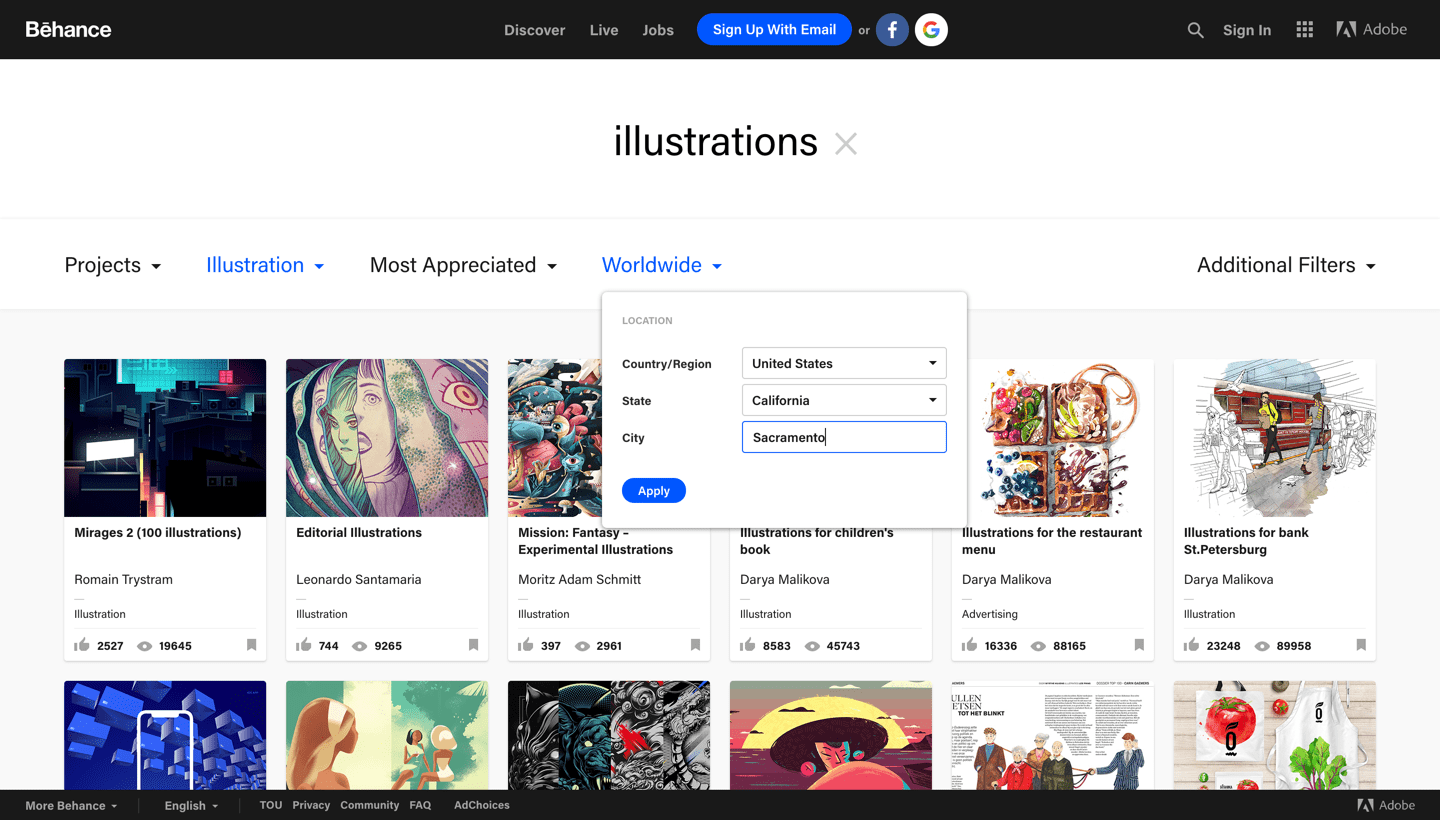 Bēhance
Discover
Live
Jobs
Sign Up With Email
or
f
G
Sign In
Adobe
illustrations
Projects
Illustration
Most Appreciated
Worldwide
Additional Filters
LOCATION
Country/Region
United States
State
California
City
Sacramento
Apply
Mirages 2 (100 illustrations)
Romain Trystram
Illustration
2527 19645
Editorial Illustrations
Leonardo Santamaria
Illustration
744 9265
Mission: Fantasy –
Experimental Illustrations
Moritz Adam Schmitt
Illustration
397 2961
Illustrations for children's
book
Darya Malikova
Illustration
8583 45743
Illustrations for the restaurant
menu
Darya Malikova
Advertising
16336 88165
Illustrations for bank
St.Petersburg
Darya Malikova
Illustration
23248 89958
TOT HET BLINKT
More Behance
English
TOU
Privacy
Community
FAQ
AdChoices
Adobe